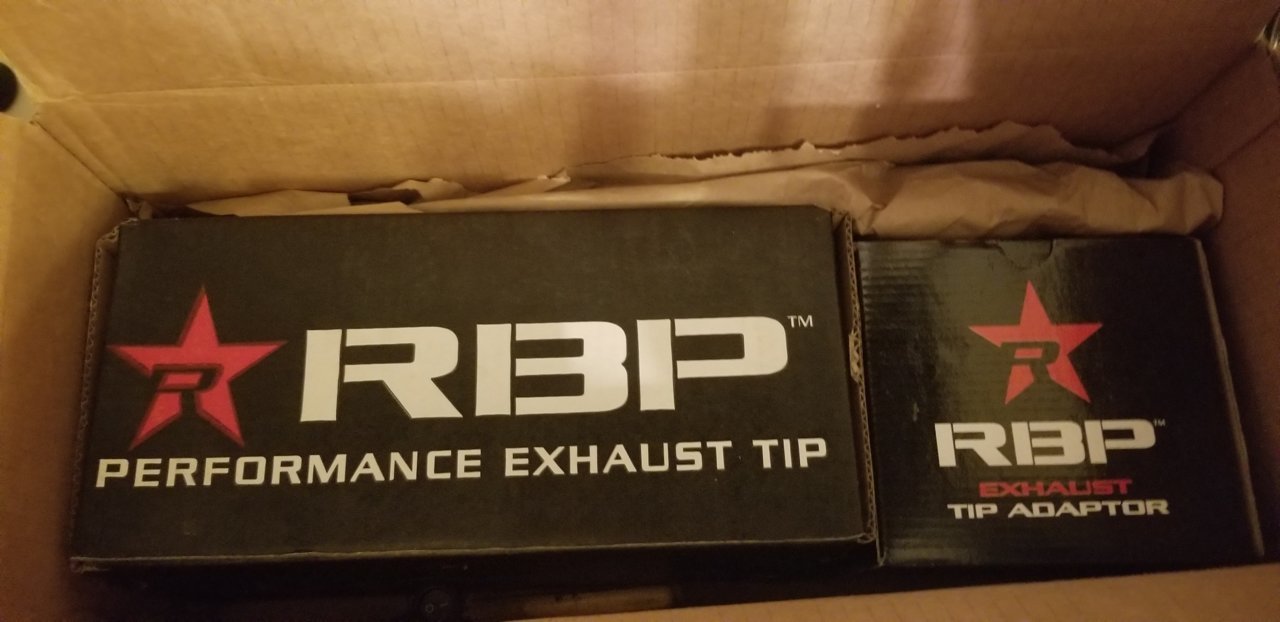 R
RBP™
PERFORMANCE EXHAUST TIP
R
RBP™
EXHAUST
TIP ADAPTOR